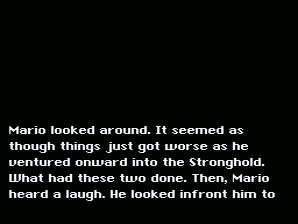 Mario looked around. It seemed as
though things just got worse as he
ventured onward into the Stronghold.
What had these two done. Then, Mario
heard a laugh. He looked infront him to